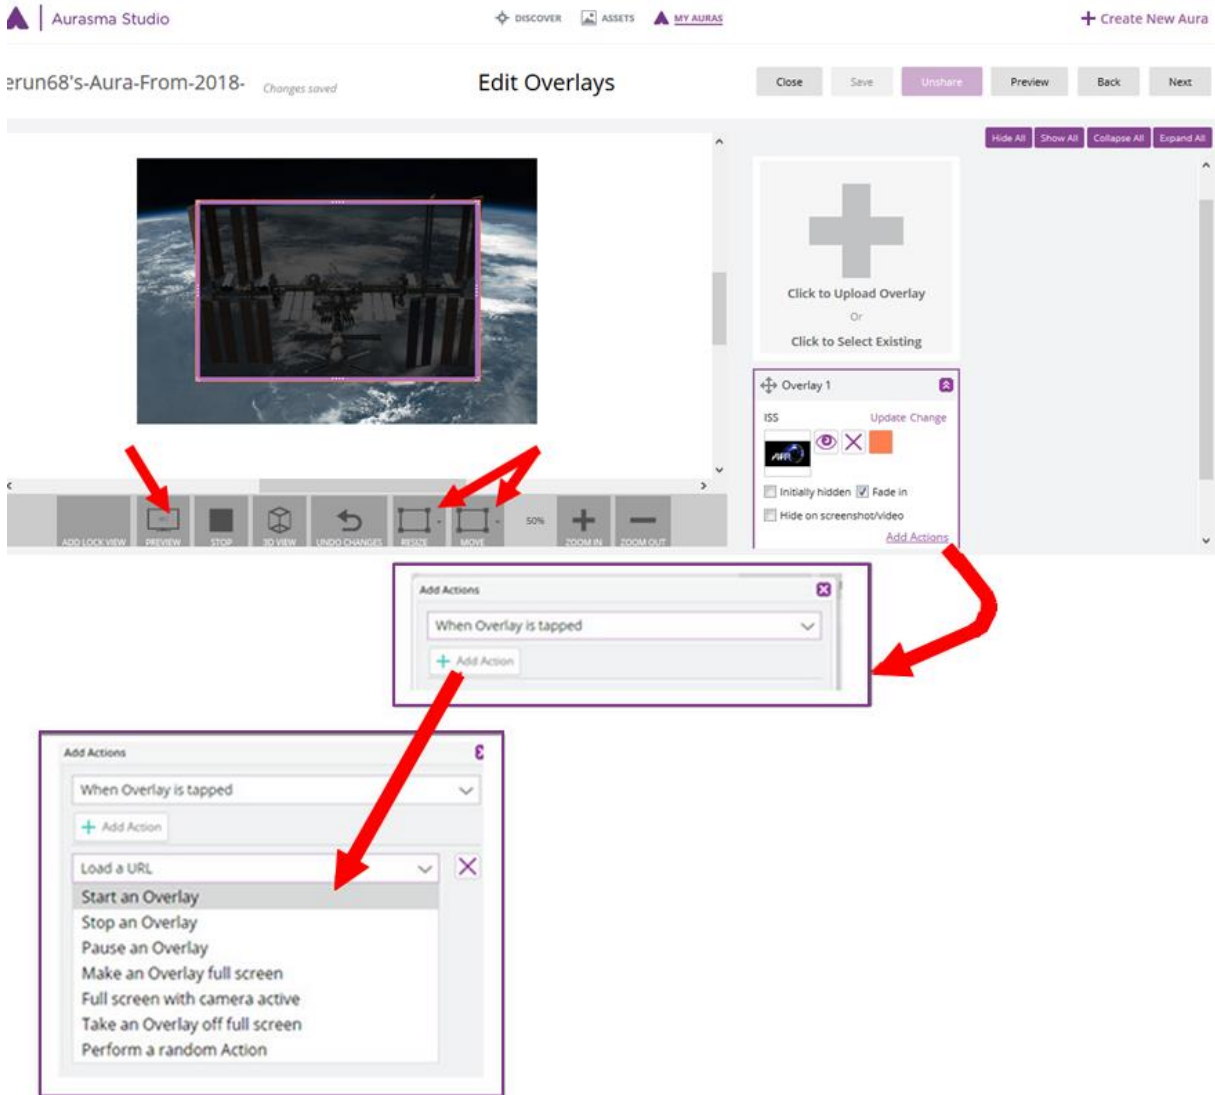 Aurasma Studio
DISCOVER
ASSETS
MY AURAS
Create New Aura
erun68's-Aura-From-2018-
Changes saved
Edit Overlays
Close
Save
Unshare
Preview
Back
Next
Hide All
Show All
Collapse All
Expand All
Click to Upload Overlay
Or
Click to Select Existing
Overlay 1
ISS
Update Change
Initially hidden
Fade in
Hide on screenshot/video
Add Actions
ADD LOCK VIEW
PREVIEW
STOP
3D VIEW
UNDO CHANGES
RESIZE
MOVE
50%
ZOOM IN
ZOOM OUT
Add Actions
When Overlay is tapped
Add Action
Add Actions
When Overlay is tapped
Add Action
Load a URL
Start an Overlay
Stop an Overlay
Pause an Overlay
Make an Overlay full screen
Full screen with camera active
Take an Overlay off full screen
Perform a random Action